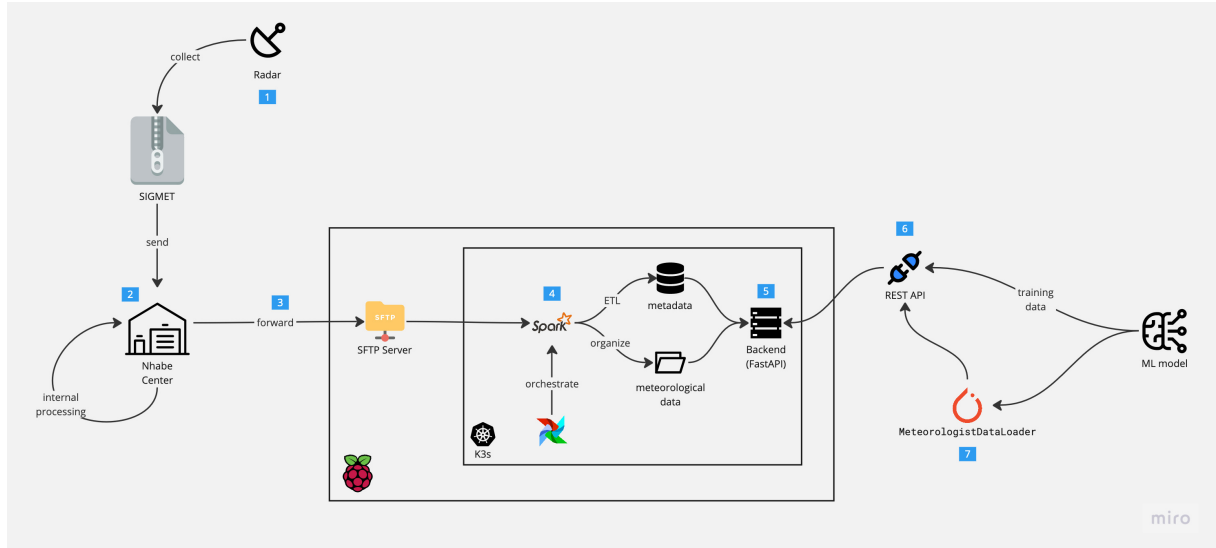 collect
Radar
1
SIGMET
send
2
Nhabe
Center
internal
processing
3
forward
SFTP
SFTP Server
4
Spark
ETL
organize
orchestrate
K3s
metadata
meteorological
data
5
Backend
(FastAPI)
6
REST API
training
data
ML model
MeteorologistDataLoader
7
miro